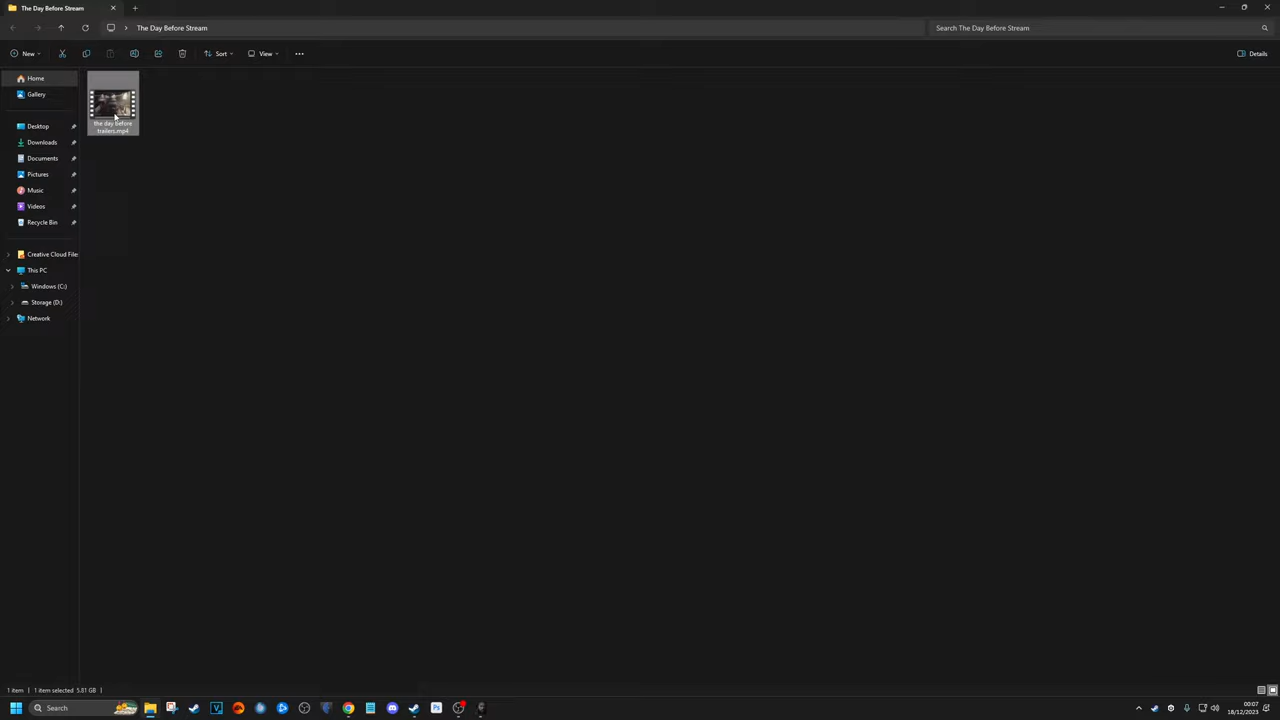 The Day Before Stream
The Day Before Stream
Search The Day Before Stream
New
Sort
View
Details
Home
Gallery
the day before
trailers.mp4
Desktop
Downloads
Documents
Pictures
Music
Videos
Recycle Bin
Creative Cloud File
This PC
Windows (C:)
Storage (D:)
Network
1 item
1 item selected 5.81 GB
Search
00:07
18/12/2023